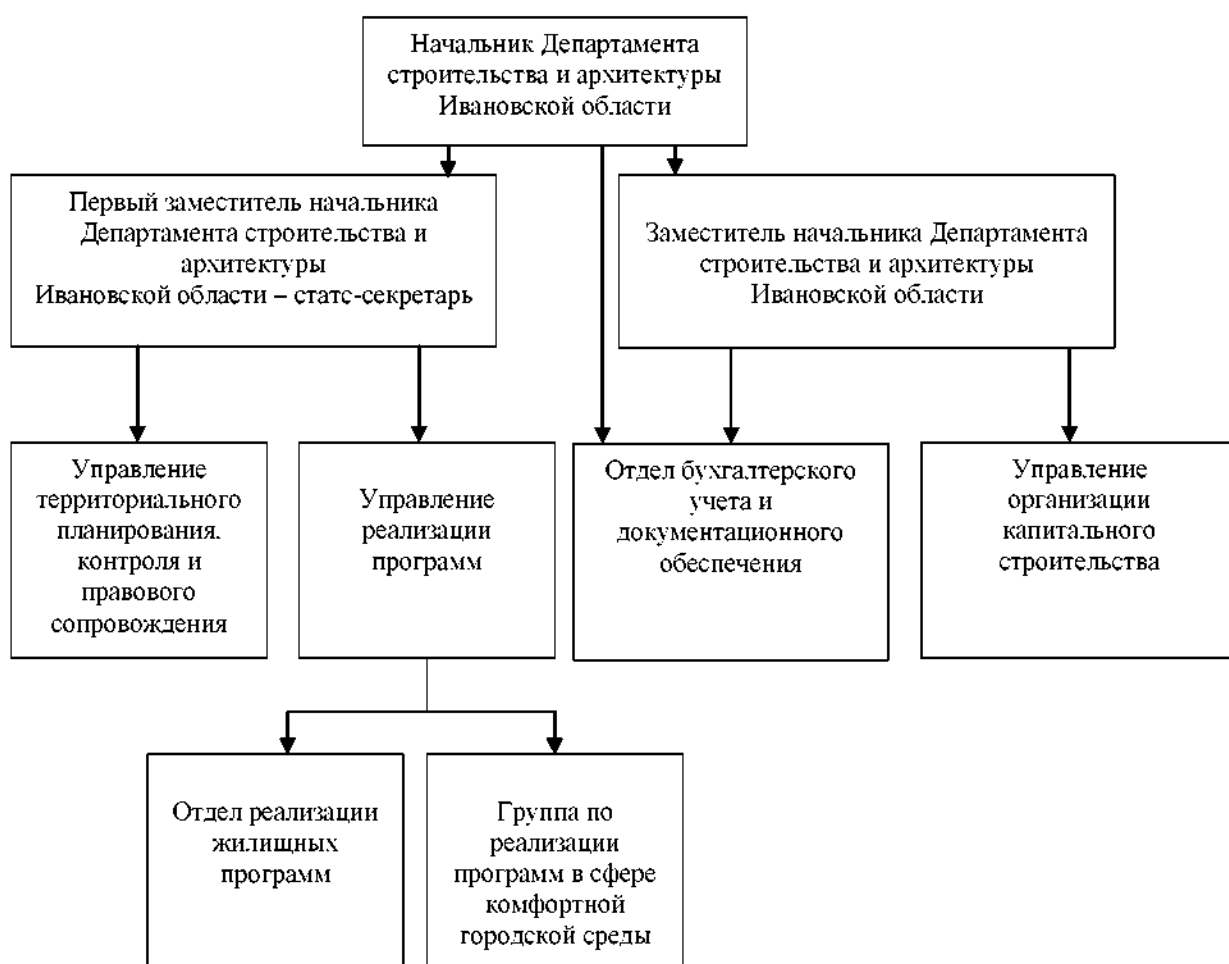 Начальник Департамента
строительства и архитектуры
Ивановской области
Первый заместитель начальника
Департамента строительства и
архитектуры
Ивановской области – статс-секретарь
Заместитель начальника Департамента
строительства и архитектуры
Ивановской области
Управление
территориального
планирования,
контроля и
правового
сопровождения
Управление
реализации
программ
Отдел бухгалтерского
учета и
документационного
обеспечения
Управление
организации
капитального
строительства
Отдел реализации
жилищных
программ
Группа по
реализации
программ в сфере
комфортной
городской среды